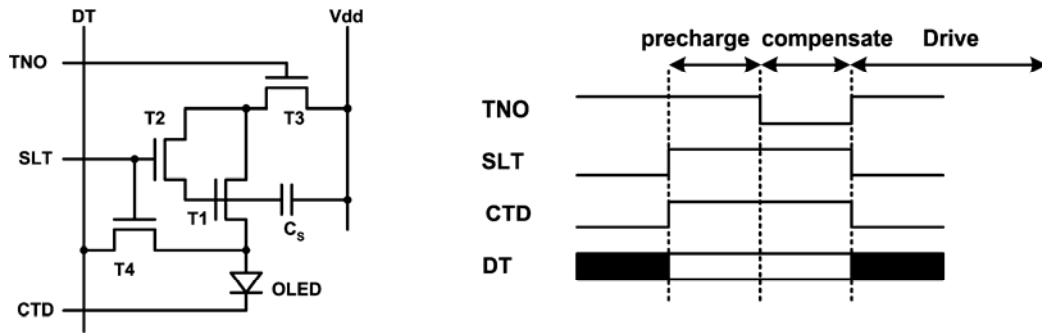 DT Vdd
TNO
T2 T3
SLT
T1 Cs
T4
OLED
CTD
precharge compensate Drive
TNO
SLT
CTD
DT